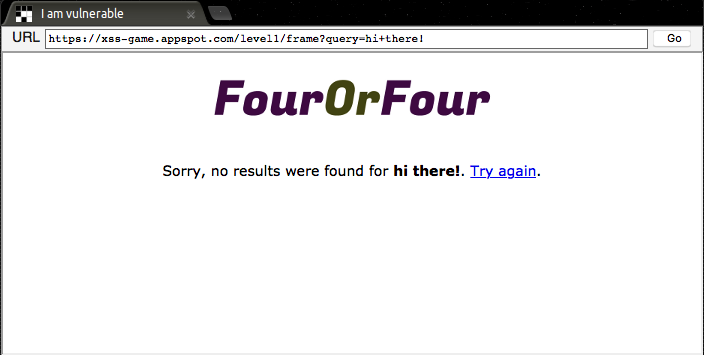 I am vulnerable
URL https://xss-game.appspot.com/level1/frame?query=hi+there! Go
FourOrFour
Sorry, no results were found for hi there!. Try again.